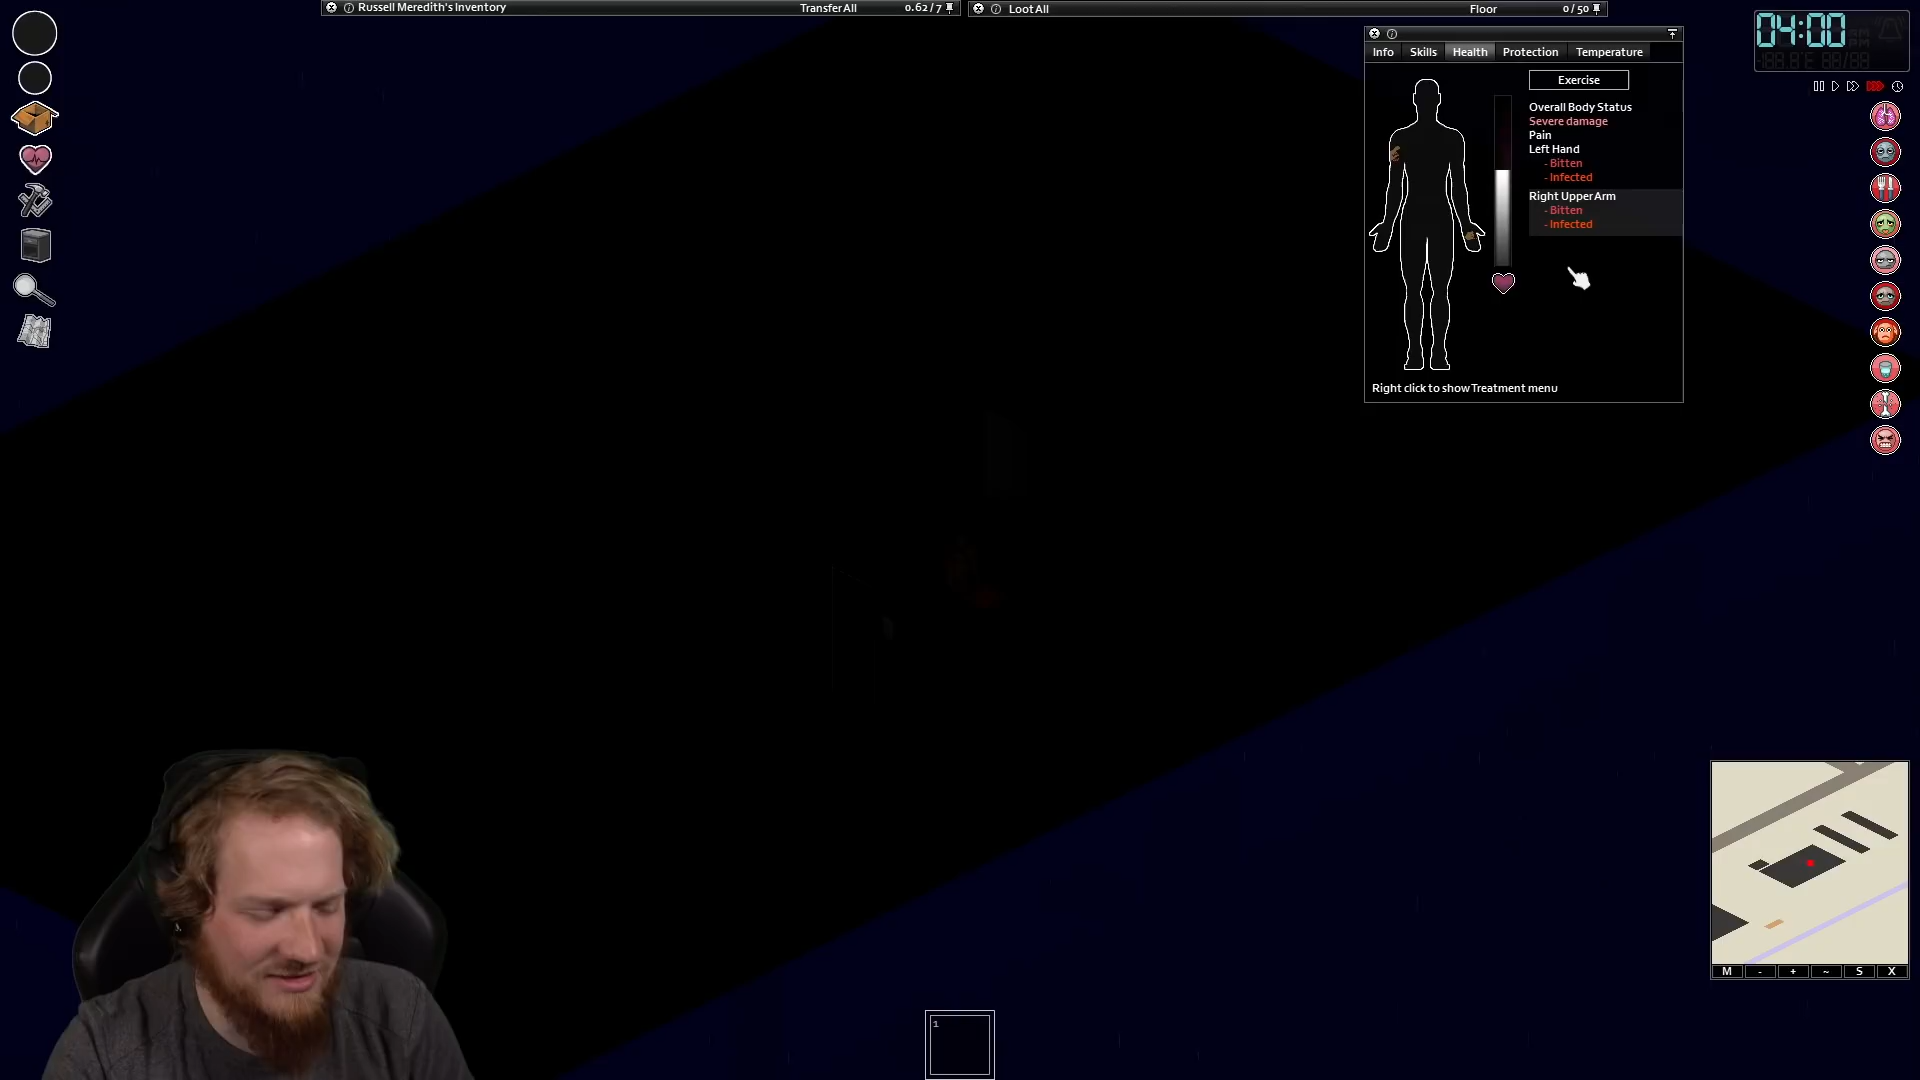 Russell Meredith's Inventory Transfer All 0.62 / 7
Loot All Floor 0 / 50
04:00
Info Skills Health Protection Temperature
Exercise
Overall Body Status
Severe damage
Pain
Left Hand
- Bitten
- Infected
Right Upper Arm
- Bitten
- Infected
Right click to show Treatment menu
M - + ~ S X
1